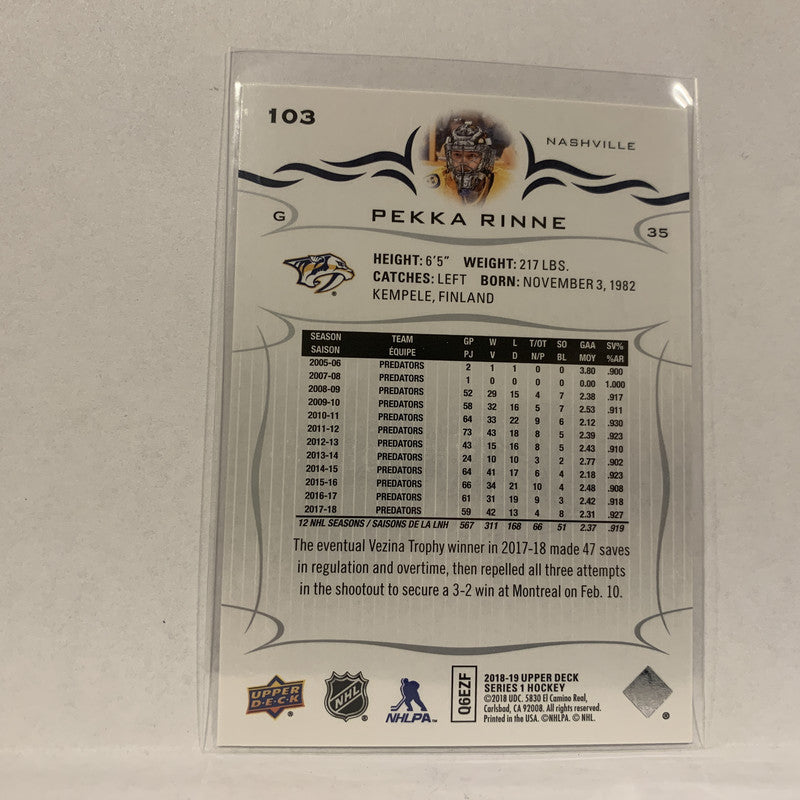 103
NASHVILLE
G
PEKKA RINNE
35
HEIGHT: 6'5" WEIGHT: 217 LBS.
CATCHES: LEFT BORN: NOVEMBER 3, 1982
KEMPELE, FINLAND
SEASON TEAM GP W L T/OT SO GAA SV%
SAISON ÉQUIPE PJ V D N/P BL MOY %AR
2005-06 PREDATORS 2 1 1 0 0 3.80 .900
2007-08 PREDATORS 1 0 0 0 0 0.00 1.000
2008-09 PREDATORS 52 29 15 4 7 2.38 .917
2009-10 PREDATORS 58 32 16 5 7 2.53 .911
2010-11 PREDATORS 64 33 22 9 6 2.12 .930
2011-12 PREDATORS 73 43 18 8 5 2.39 .923
2012-13 PREDATORS 43 15 16 8 5 2.43 .910
2013-14 PREDATORS 24 10 10 3 2 2.77 .902
2014-15 PREDATORS 64 41 17 6 4 2.18 .923
2015-16 PREDATORS 66 34 21 10 4 2.48 .908
2016-17 PREDATORS 61 31 19 9 3 2.42 .918
2017-18 PREDATORS 59 42 13 4 8 2.31 .927
12 NHL SEASONS / SAISONS DE LA LNH 567 311 168 66 51 2.37 .919
The eventual Vezina Trophy winner in 2017-18 made 47 saves
in regulation and overtime, then repelled all three attempts
in the shootout to secure a 3-2 win at Montreal on Feb. 10.
UPPER
D·E·C·K
®
NHL
®
NHLPA™
Q6EZF
2018-19 UPPER DECK
SERIES 1 HOCKEY
©2018 UDC. 5830 El Camino Real,
Carlsbad, CA 92008. All rights reserved.
Printed in the USA. ©NHLPA. © NHL.
®